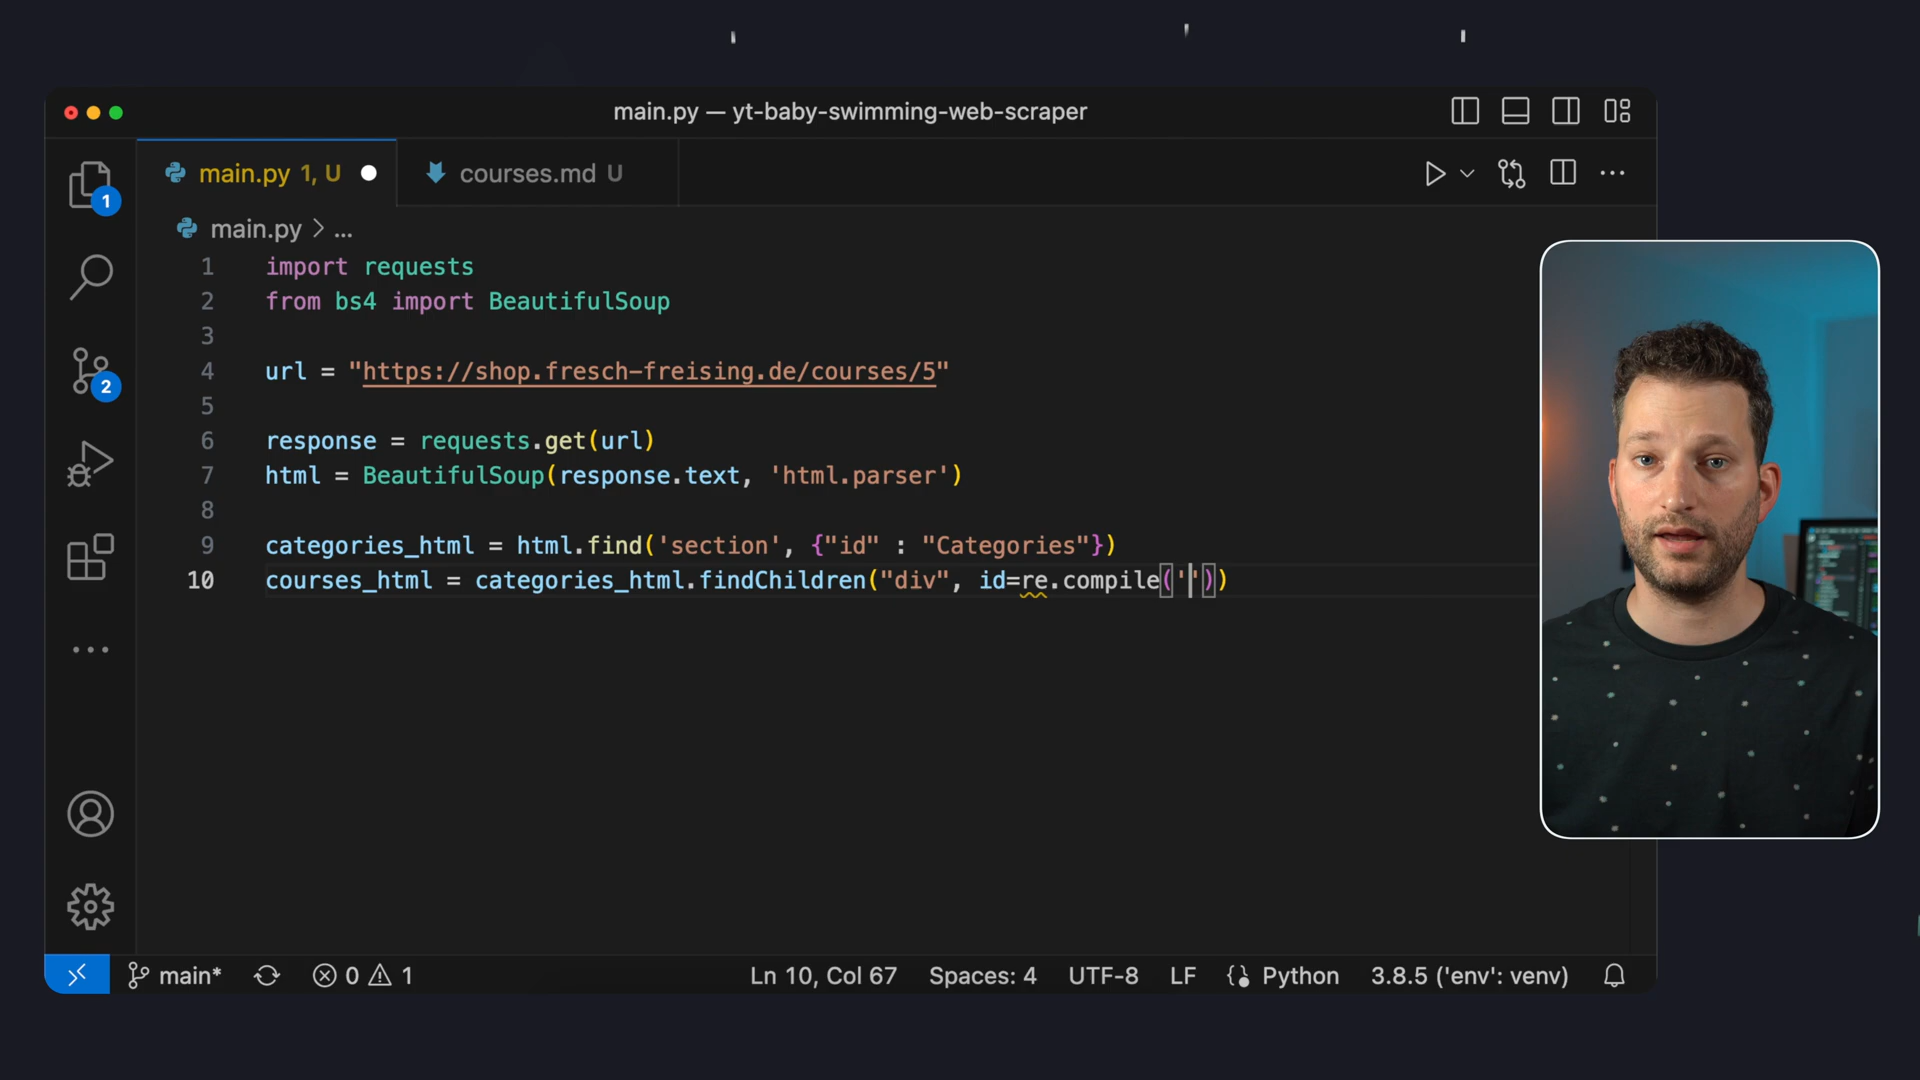 main.py — yt-baby-swimming-web-scraper
main.py 1, U
courses.md U
main.py > ...
1 import requests
2 from bs4 import BeautifulSoup
3
4 url = "https://shop.fresch-freising.de/courses/5"
5
6 response = requests.get(url)
7 html = BeautifulSoup(response.text, 'html.parser')
8
9 categories_html = html.find('section', {"id" : "Categories"})
10 courses_html = categories_html.findChildren("div", id=re.compile(''))
1
2
main* 0 1 Ln 10, Col 67 Spaces: 4 UTF-8 LF Python 3.8.5 ('env': venv)